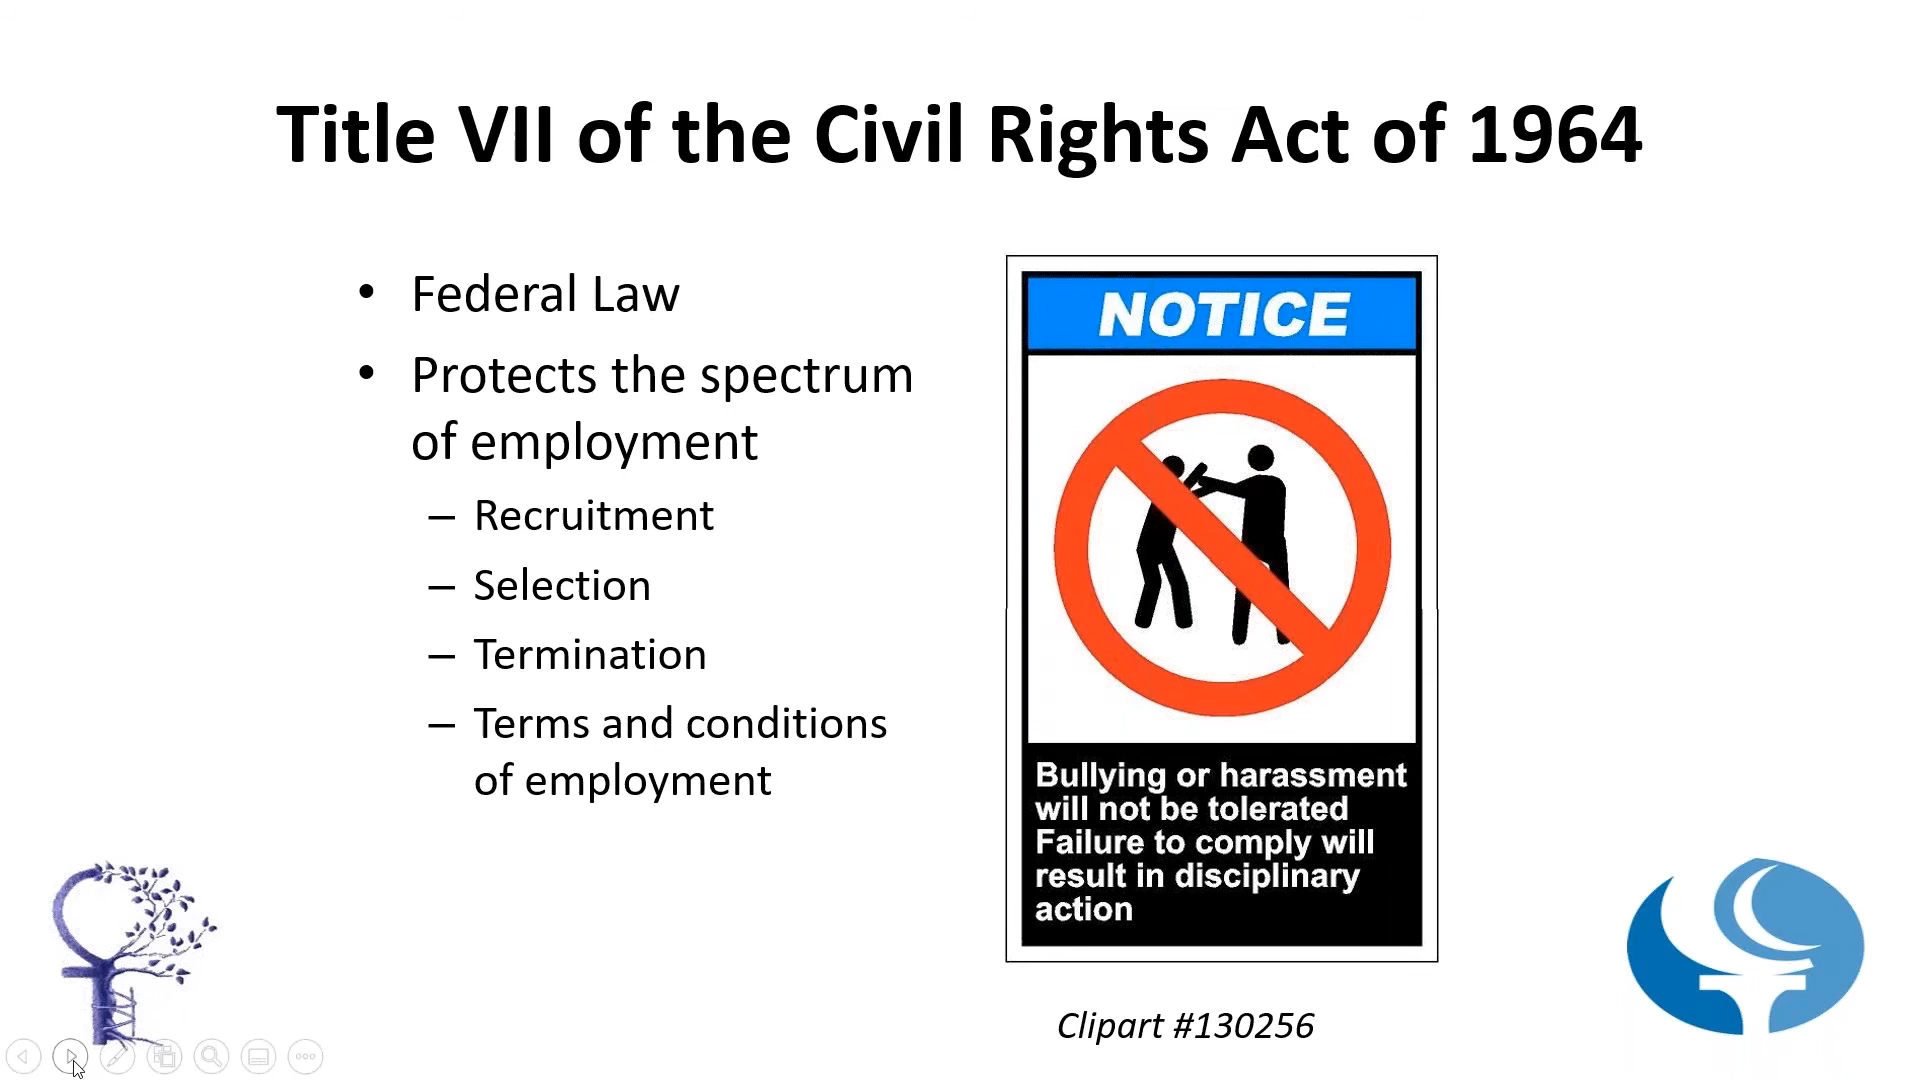 Title VII of the Civil Rights Act of 1964
• Federal Law
• Protects the spectrum
of employment
– Recruitment
– Selection
– Termination
– Terms and conditions
of employment
NOTICE
Bullying or harassment
will not be tolerated
Failure to comply will
result in disciplinary
action
Clipart #130256